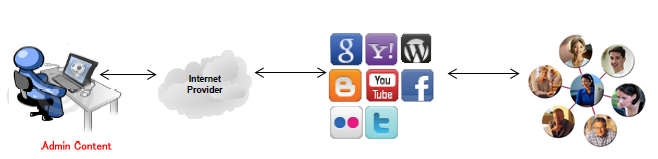 Internet
Provider
g Y! W
B You
Tube f
t
Admin Content